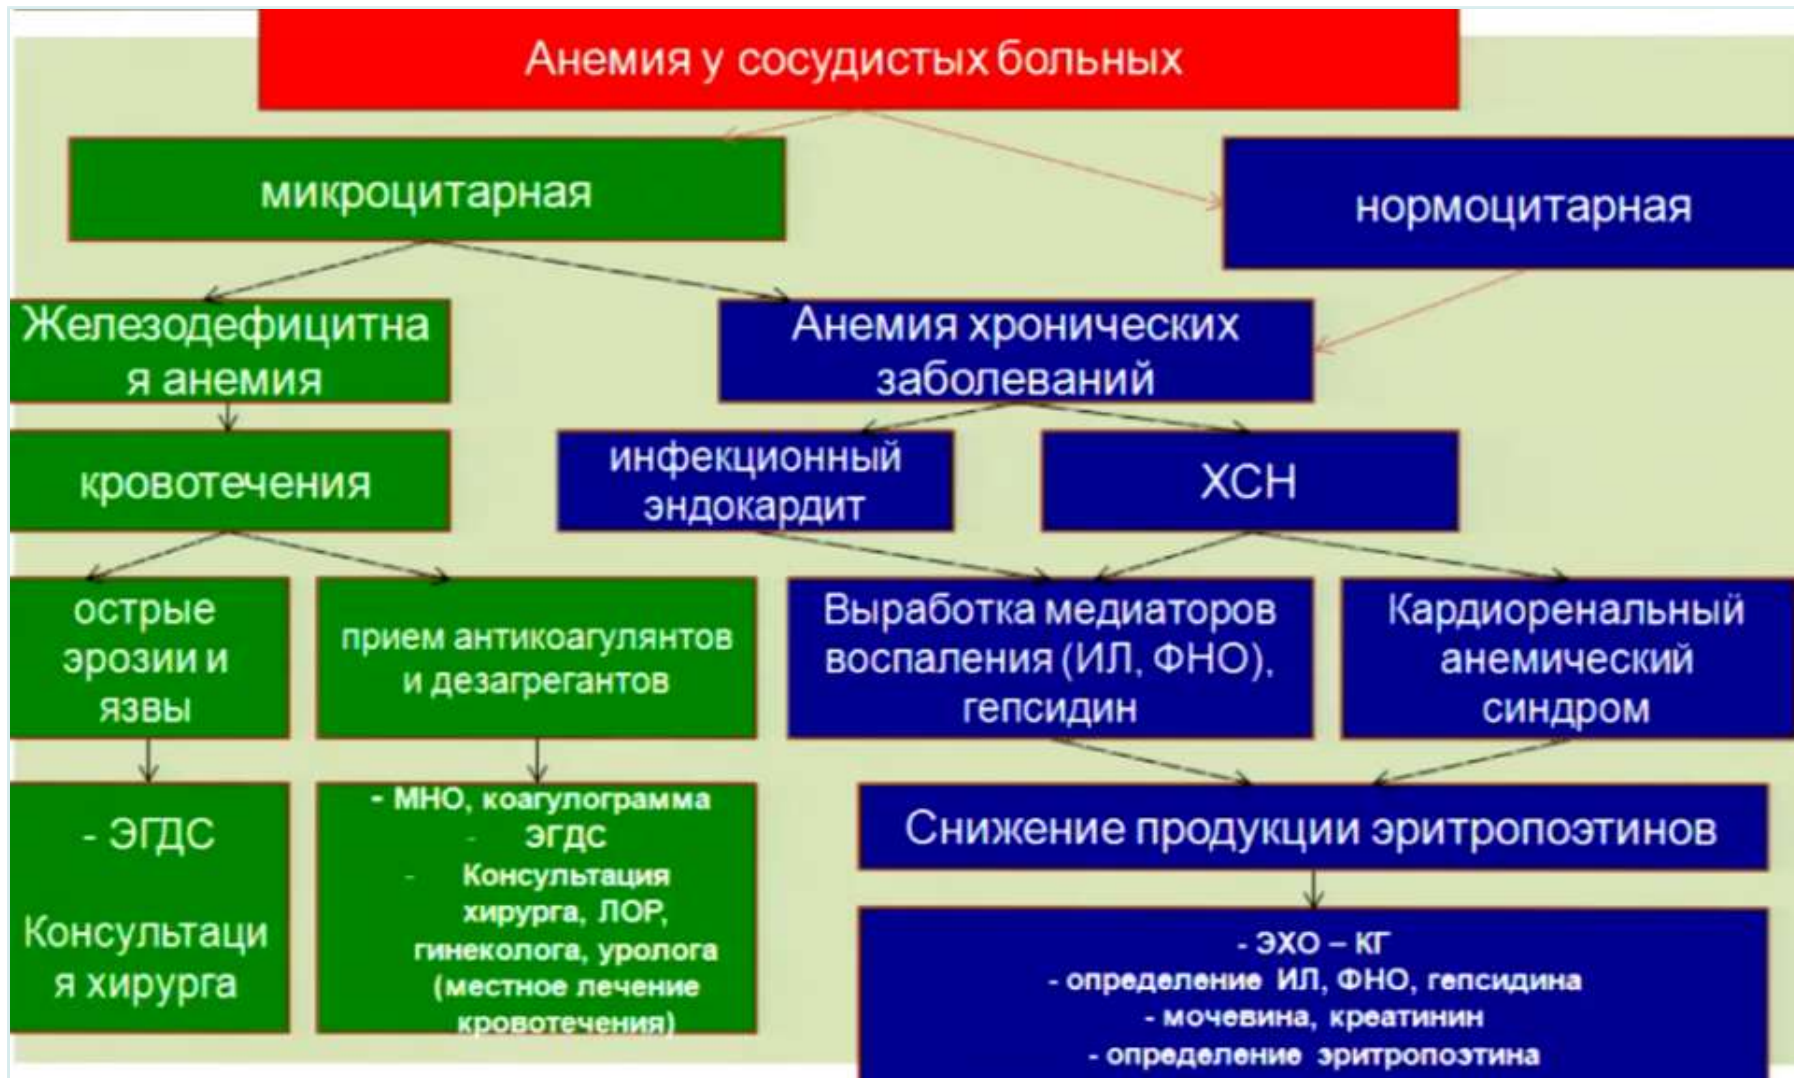 Анемия у сосудистых больных
микроцитарная
нормоцитарная
Железодефицитна
я анемия
Анемия хронических
заболеваний
кровотечения
инфекционный
эндокардит
ХСН
острые
эрозии и
язвы
прием антикоагулянтов
и дезагрегантов
Выработка медиаторов
воспаления (ИЛ, ФНО),
гепсидин
Кардиоренальный
анемический
синдром
- ЭГДС
Консультаци
я хирурга
- МНО, коагулограмма
- ЭГДС
- Консультация
хирурга, ЛОР,
гинеколога, уролога
(местное лечение
кровотечения)
Снижение продукции эритропоэтинов
- ЭХО – КГ
- определение ИЛ, ФНО, гепсидина
- мочевина, креатинин
- определение эритропоэтина